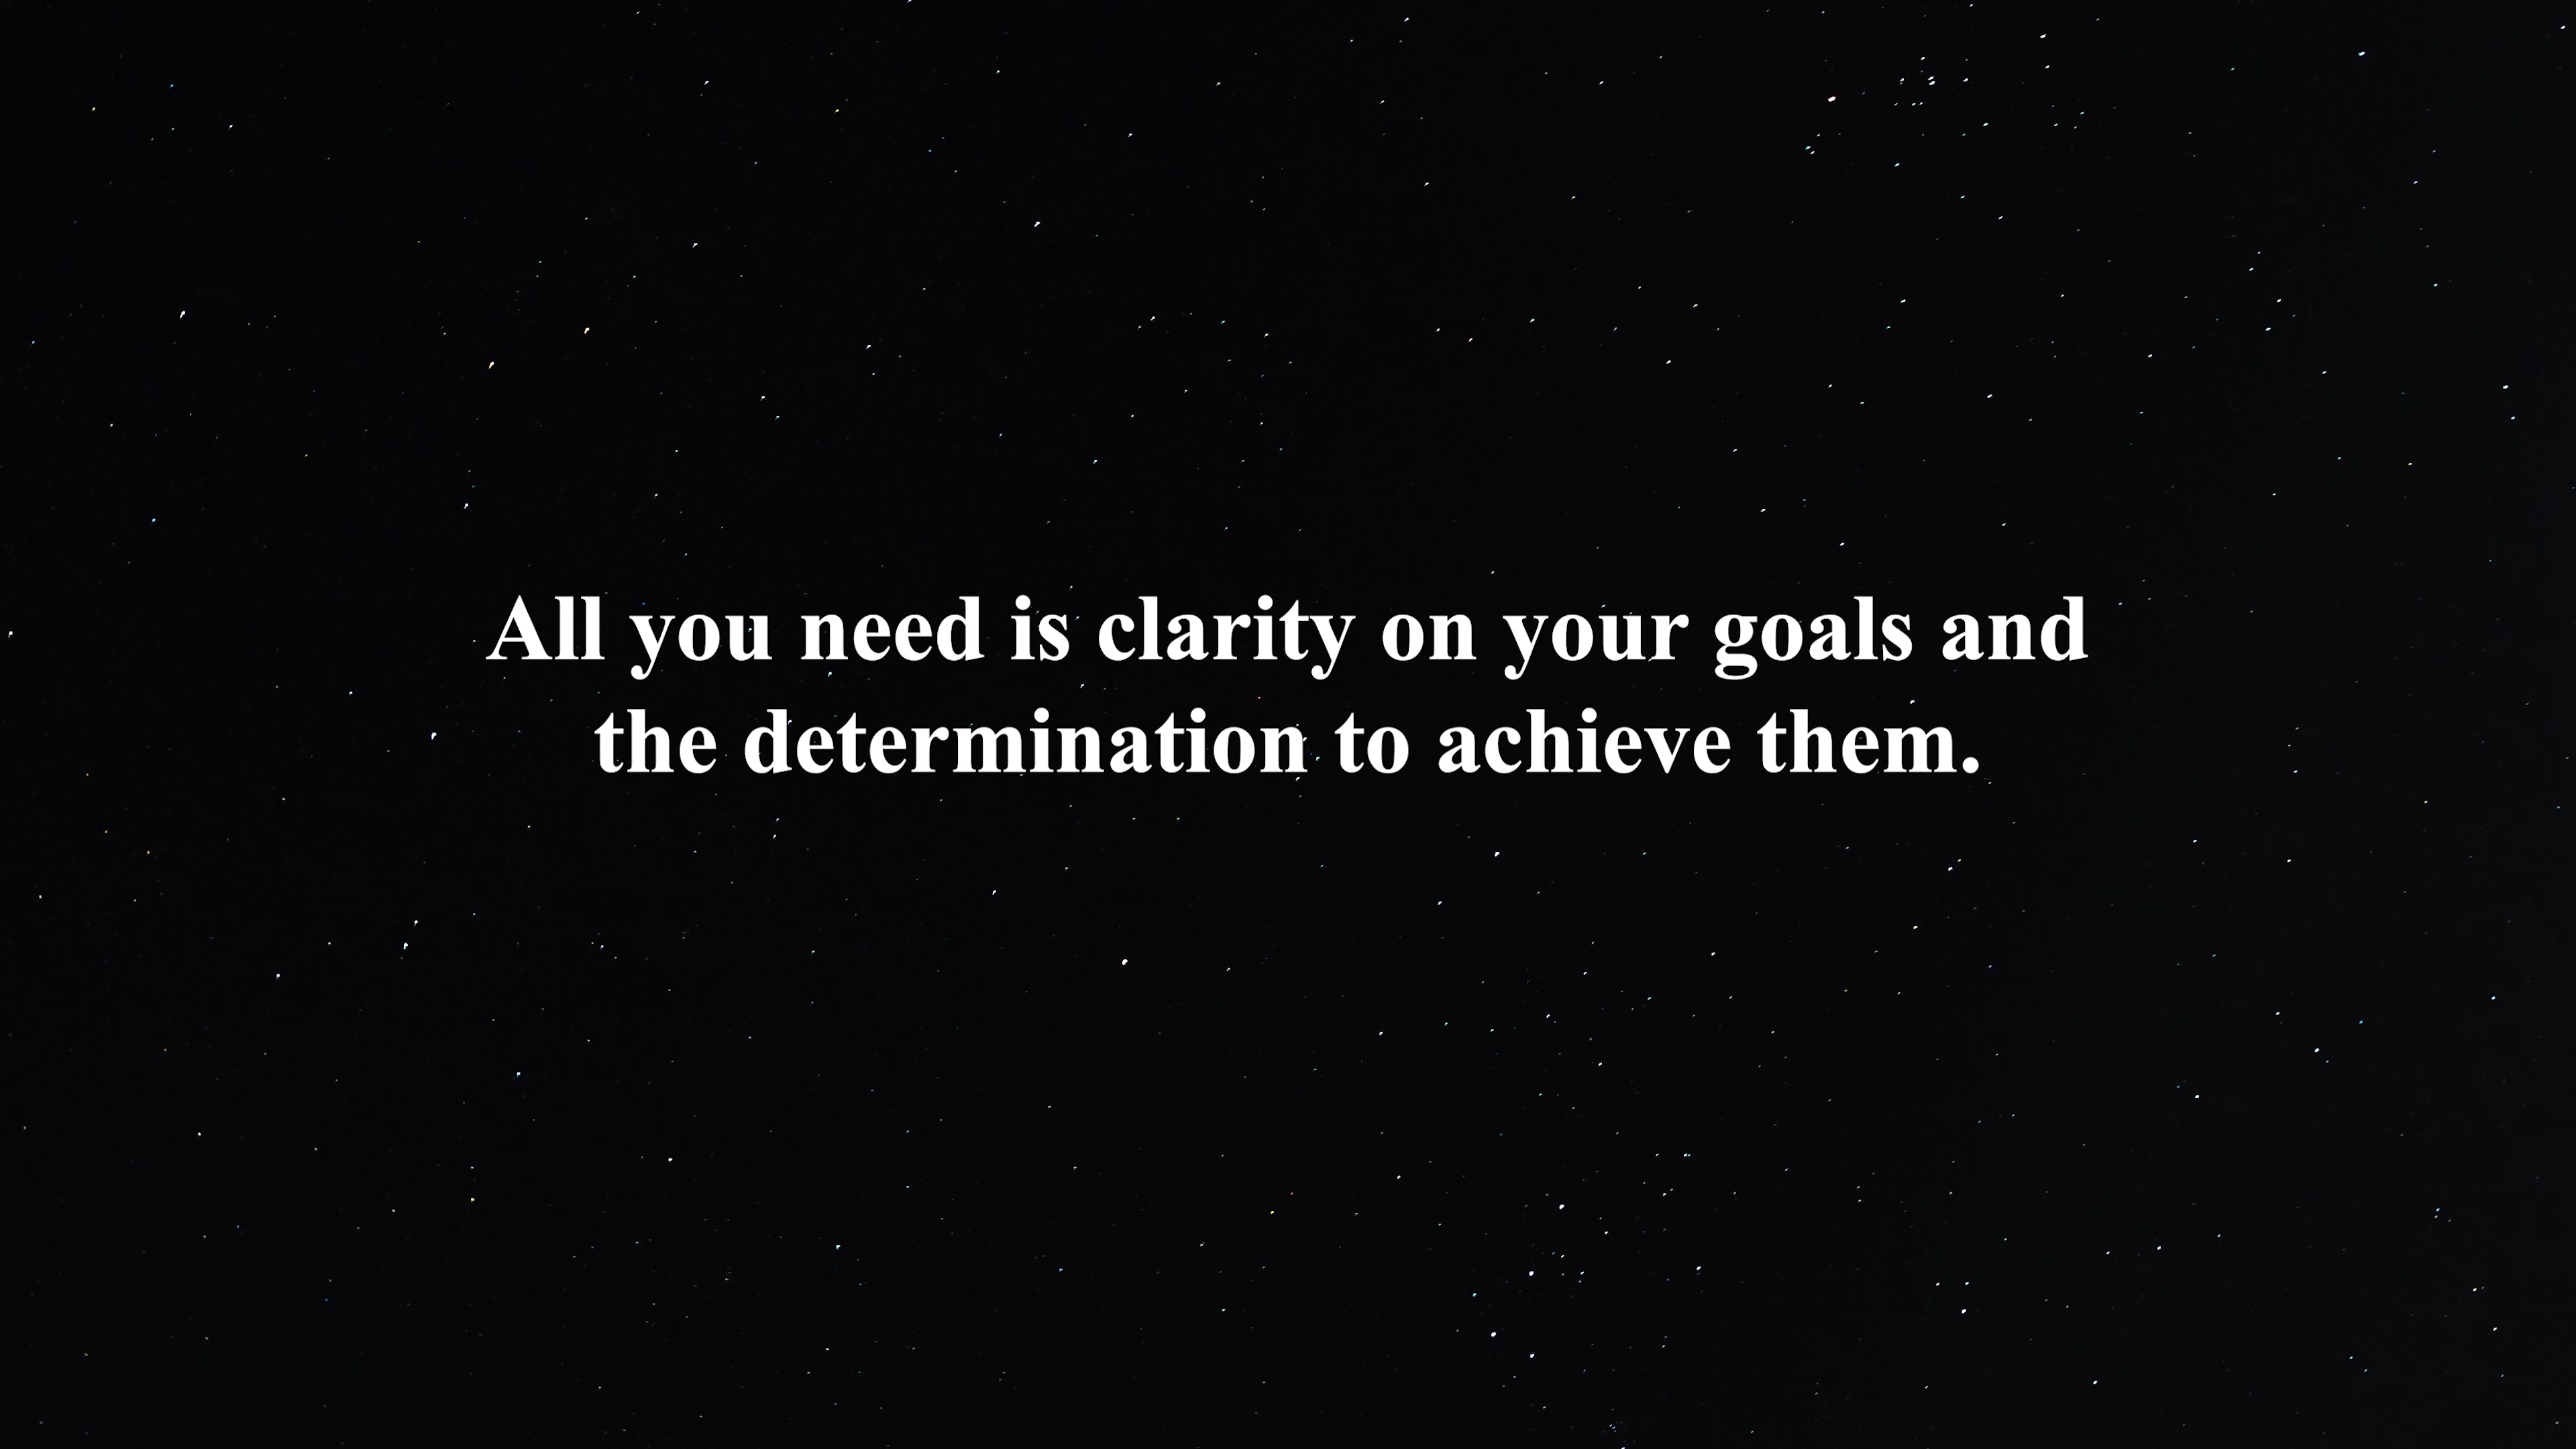 All you need is clarity on your goals and
the determination to achieve them.